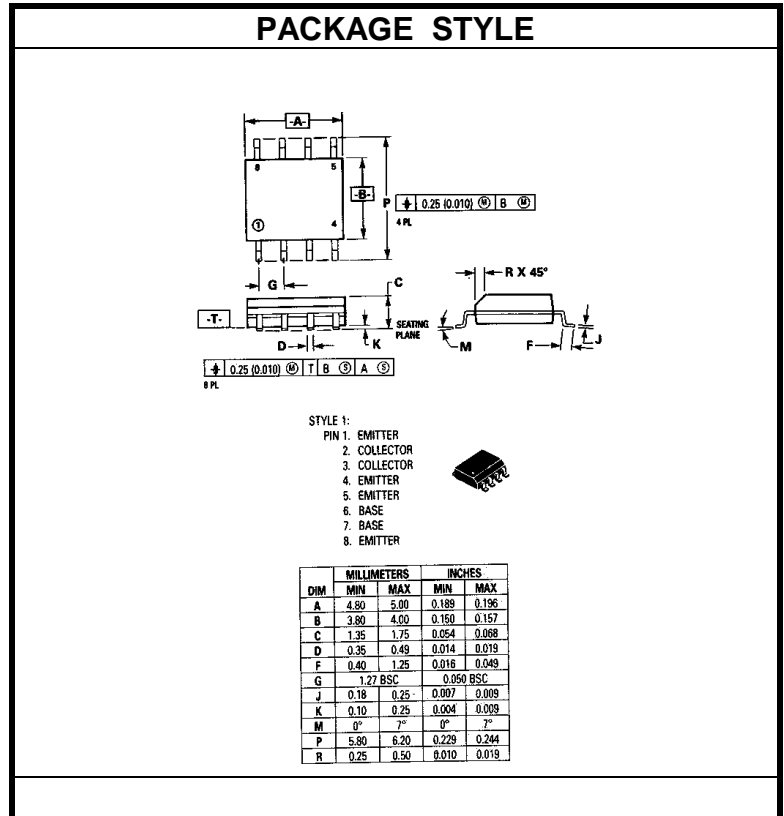 PACKAGE STYLE
-A-
8 5
-B-
P
⌖ 0.25 (0.010) Ⓜ B Ⓜ
4 PL
① 4
G
C
R X 45°
-T-
SEATING
PLANE
D
K
M
F
J
⌖ 0.25 (0.010) Ⓜ T B Ⓢ A Ⓢ
8 PL
STYLE 1:
PIN 1. EMITTER
2. COLLECTOR
3. COLLECTOR
4. EMITTER
5. EMITTER
6. BASE
7. BASE
8. EMITTER
MILLIMETERS INCHES
DIM MIN MAX MIN MAX
A 4.80 5.00 0.189 0.196
B 3.80 4.00 0.150 0.157
C 1.35 1.75 0.054 0.068
D 0.35 0.49 0.014 0.019
F 0.40 1.25 0.016 0.049
G 1.27 BSC 0.050 BSC
J 0.18 0.25 0.007 0.009
K 0.10 0.25 0.004 0.009
M 0° 7° 0° 7°
P 5.80 6.20 0.229 0.244
R 0.25 0.50 0.010 0.019